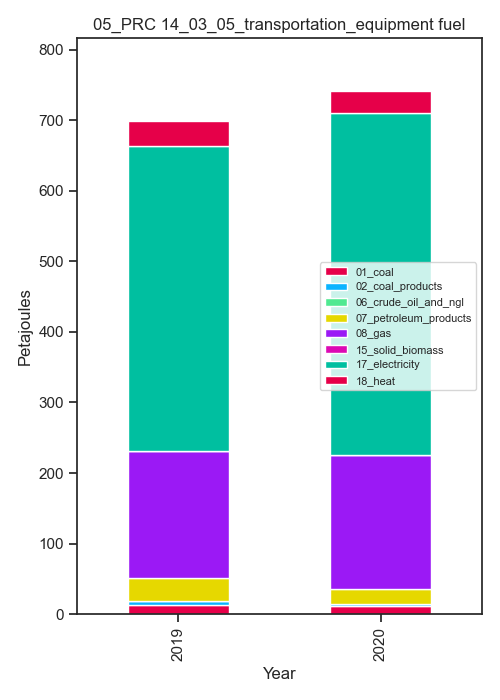 05_PRC 14_03_05_transportation_equipment fuel
800
700
600
500
400
300
200
100
0
Petajoules
01_coal
02_coal_products
06_crude_oil_and_ngl
07_petroleum_products
08_gas
15_solid_biomass
17_electricity
18_heat
2019
2020
Year